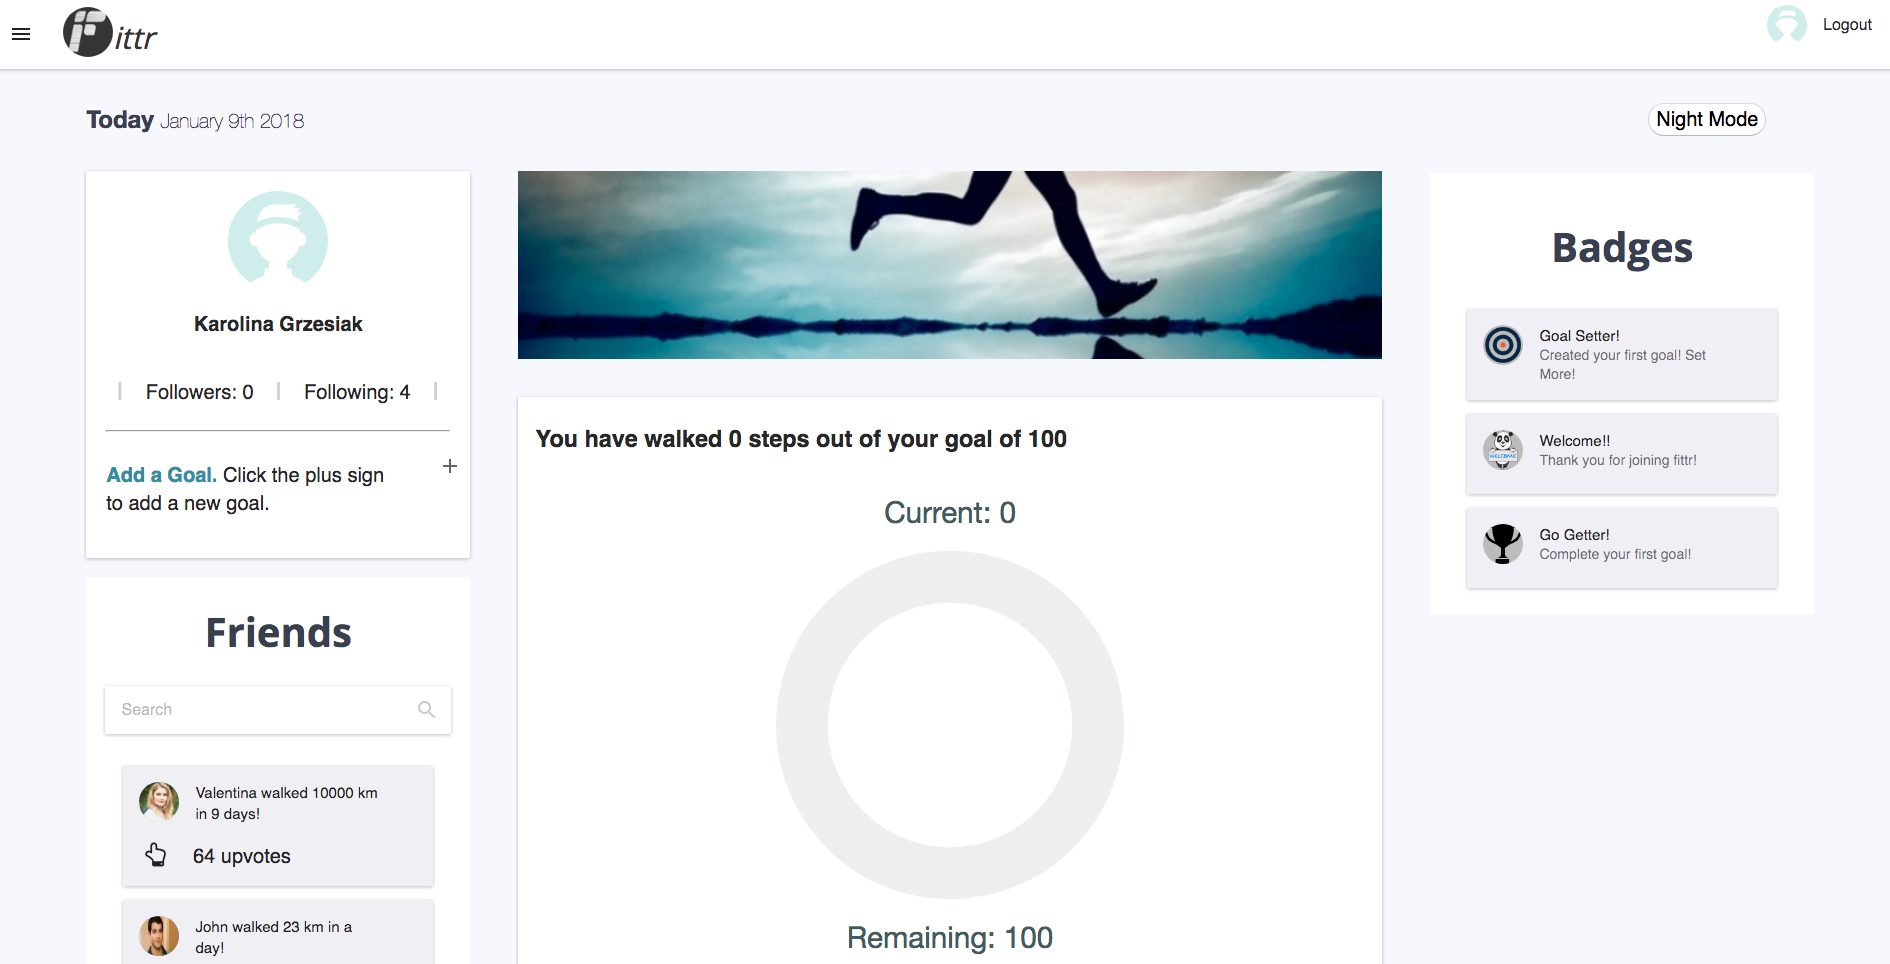 ittr
Logout
Today January 9th 2018
Night Mode
Karolina Grzesiak
Followers: 0
Following: 4
Add a Goal. Click the plus sign
to add a new goal.
Friends
Search
Valentina walked 10000 km
in 9 days!
64 upvotes
John walked 23 km in a
day!
You have walked 0 steps out of your goal of 100
Current: 0
Remaining: 100
Badges
Goal Setter!
Created your first goal! Set
More!
WELCOME
Welcome!!
Thank you for joining fittr!
Go Getter!
Complete your first goal!